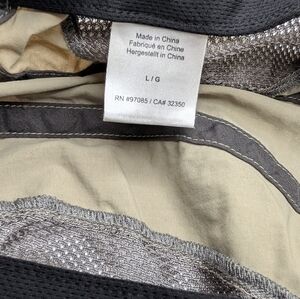 Made in China
Fabriqué en Chine
Hergestellt in China
L / G
RN #97085 / CA# 32350